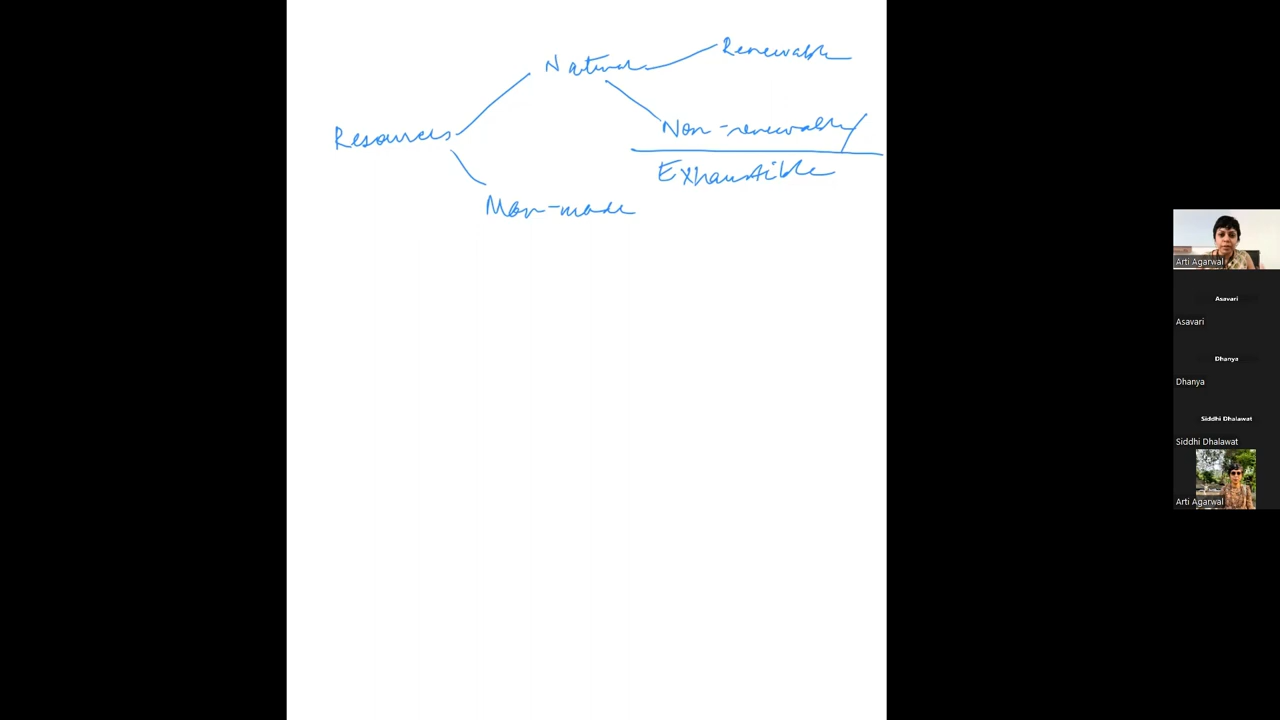 Renewable
Natural
Resources
Non-renewable/
Exhaustible
Man-made
Arti Agarwal
Asavari
Asavari
Dhanya
Dhanya
Siddhi Dhalawat
Siddhi Dhalawat
Arti Agarwal